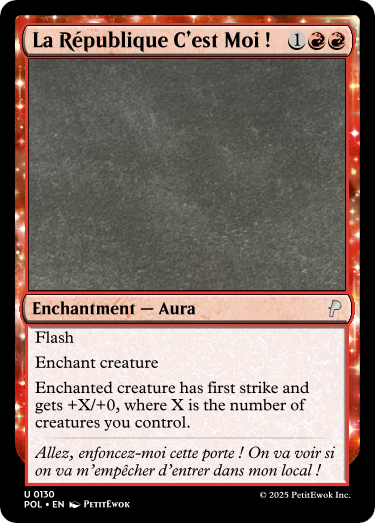 La République C'est Moi ! 1
Enchantment — Aura
Flash
Enchant creature
Enchanted creature has first strike and
gets +X/+0, where X is the number of
creatures you control.
Allez, enfoncez-moi cette porte ! On va voir si
on va m'empêcher d'entrer dans mon local !
U 0130
POL • EN PetitEwok
© 2025 PetitEwok Inc.